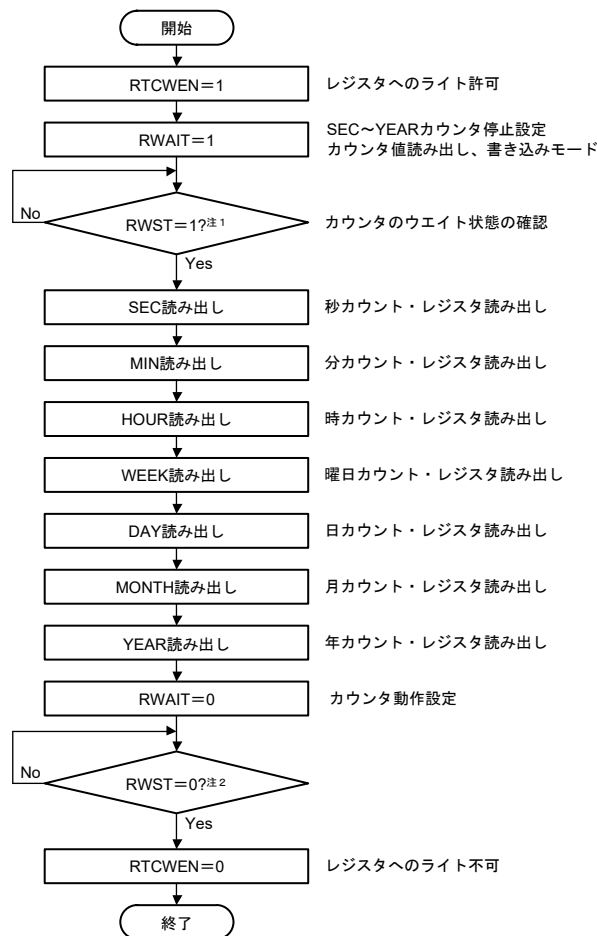 開始
RTCWEN＝1
レジスタへのライト許可
RWAIT＝1
SEC～YEARカウンタ停止設定
カウンタ値読み出し、書き込みモード
No
RWST＝1?注1
カウンタのウエイト状態の確認
Yes
SEC読み出し
秒カウント・レジスタ読み出し
MIN読み出し
分カウント・レジスタ読み出し
HOUR読み出し
時カウント・レジスタ読み出し
WEEK読み出し
曜日カウント・レジスタ読み出し
DAY読み出し
日カウント・レジスタ読み出し
MONTH読み出し
月カウント・レジスタ読み出し
YEAR読み出し
年カウント・レジスタ読み出し
RWAIT＝0
カウンタ動作設定
No
RWST＝0?注2
Yes
RTCWEN＝0
レジスタへのライト不可
終了